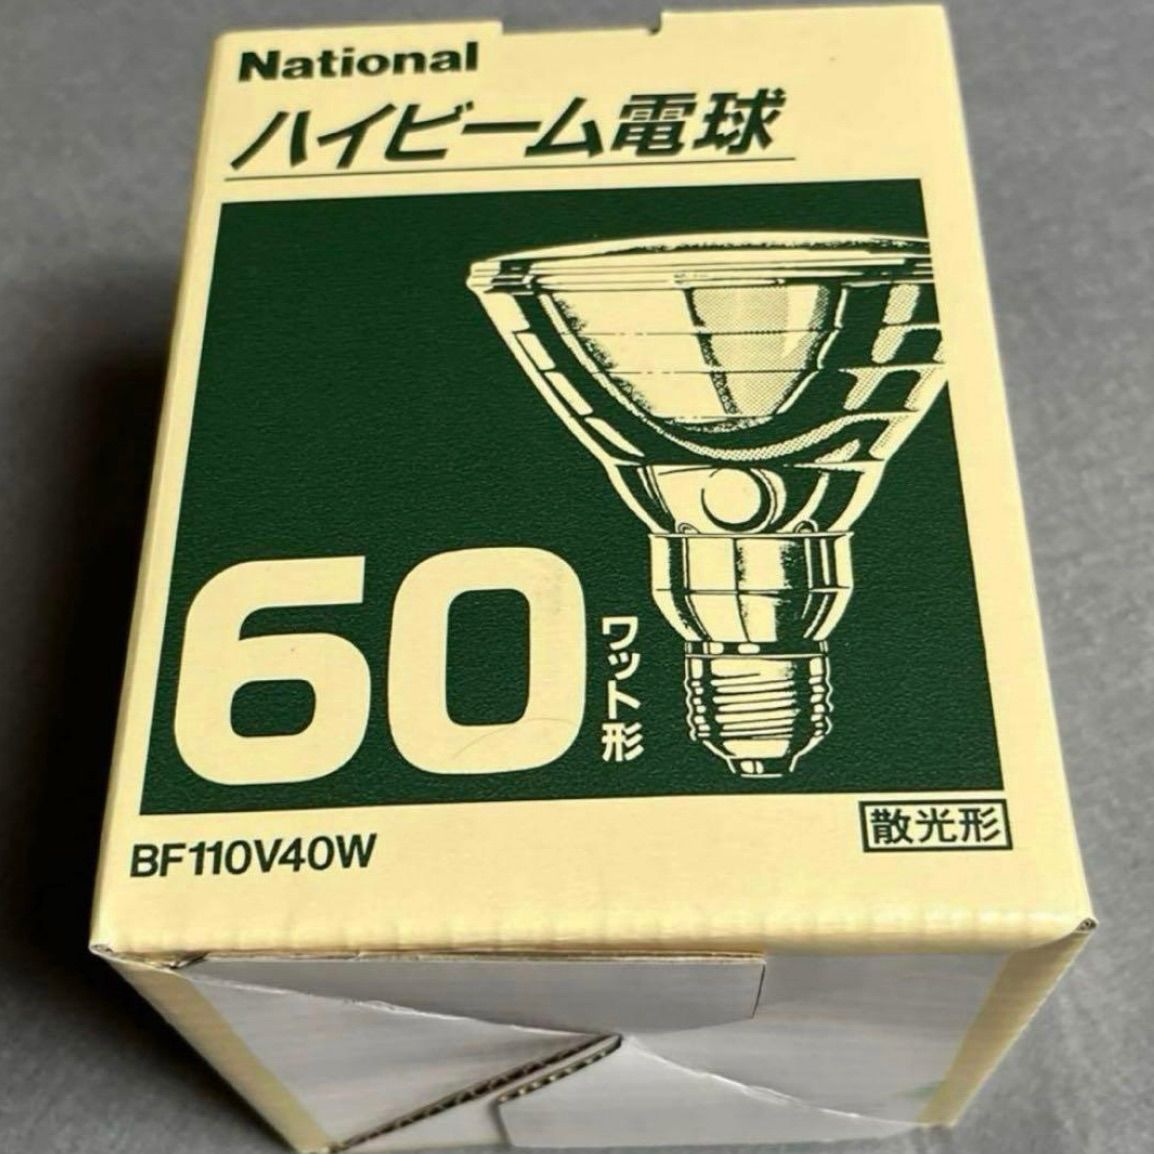 National
ハイビーム電球
60
ワット形
散光形
BF110V40W